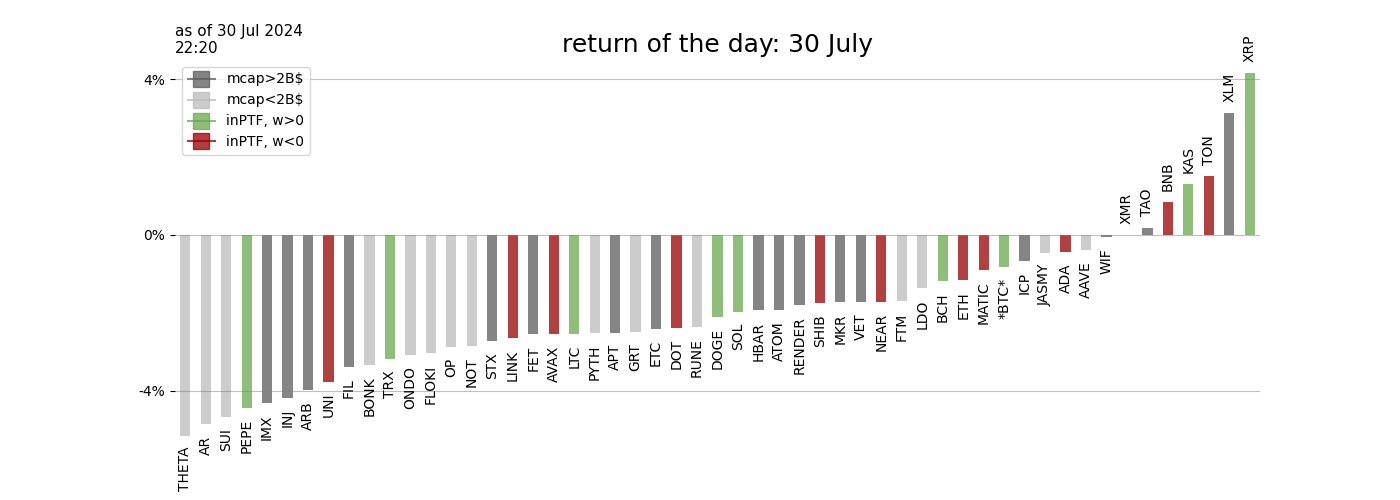 as of 30 Jul 2024
22:20
return of the day: 30 July
mcap>2B$
mcap<2B$
inPTF, w>0
inPTF, w<0
4%
0%
-4%
THETA
AR
SUI
PEPE
IMX
INJ
ARB
UNI
FIL
BONK
TRX
ONDO
FLOKI
OP
NOT
STX
LINK
FET
AVAX
LTC
PYTH
APT
GRT
ETC
DOT
RUNE
DOGE
SOL
HBAR
ATOM
RENDER
SHIB
MKR
VET
NEAR
FTM
LDO
BCH
ETH
MATIC
*BTC*
ICP
JASMY
ADA
AAVE
WIF
XMR
TAO
BNB
KAS
TON
XLM
XRP